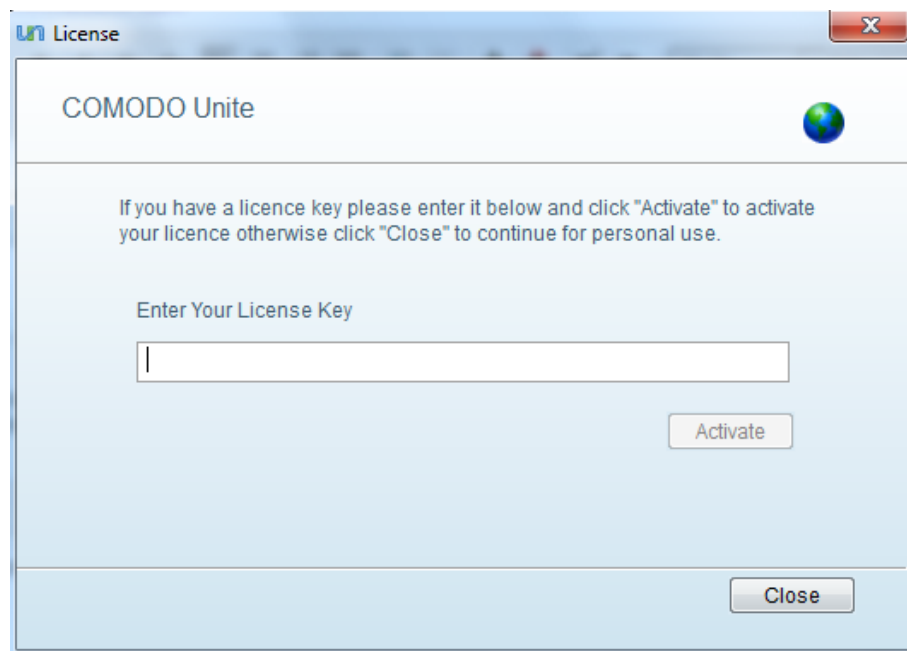 un License
COMODO Unite
If you have a licence key please enter it below and click "Activate" to activate
your licence otherwise click "Close" to continue for personal use.
Enter Your License Key
Activate
Close